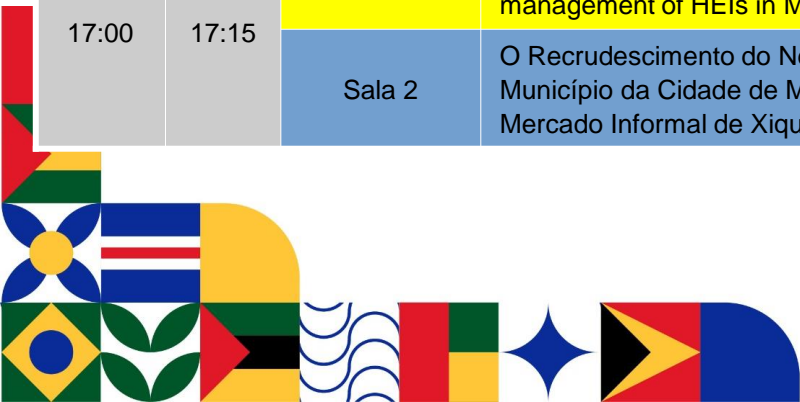 management of HEIs in
17:00 17:15
O Recrudescimento do
Sala 2
Município da Cidade de
Mercado Informal de